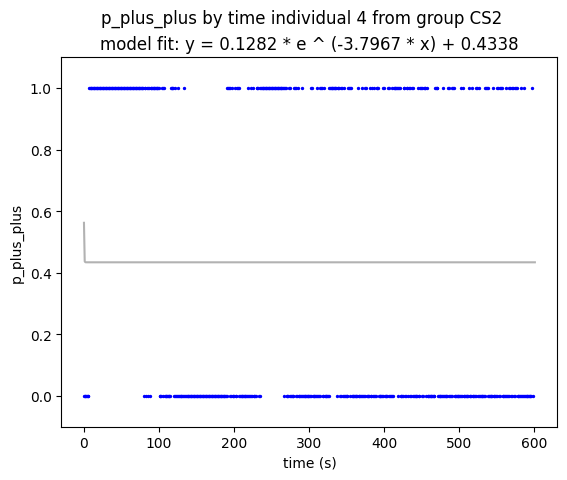 p_plus_plus by time individual 4 from group CS2
model fit: y = 0.1282 * e ^ (-3.7967 * x) + 0.4338
1.0
0.8
0.6
0.4
0.2
0.0
p_plus_plus
0 100 200 300 400 500 600
time (s)